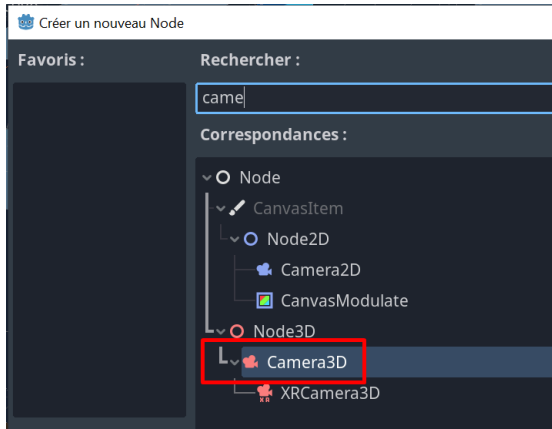 Créer un nouveau Node
Favoris :
Rechercher :
came
Correspondances :
Node
CanvasItem
Node2D
Camera2D
CanvasModulate
Node3D
Camera3D
XRCamera3D